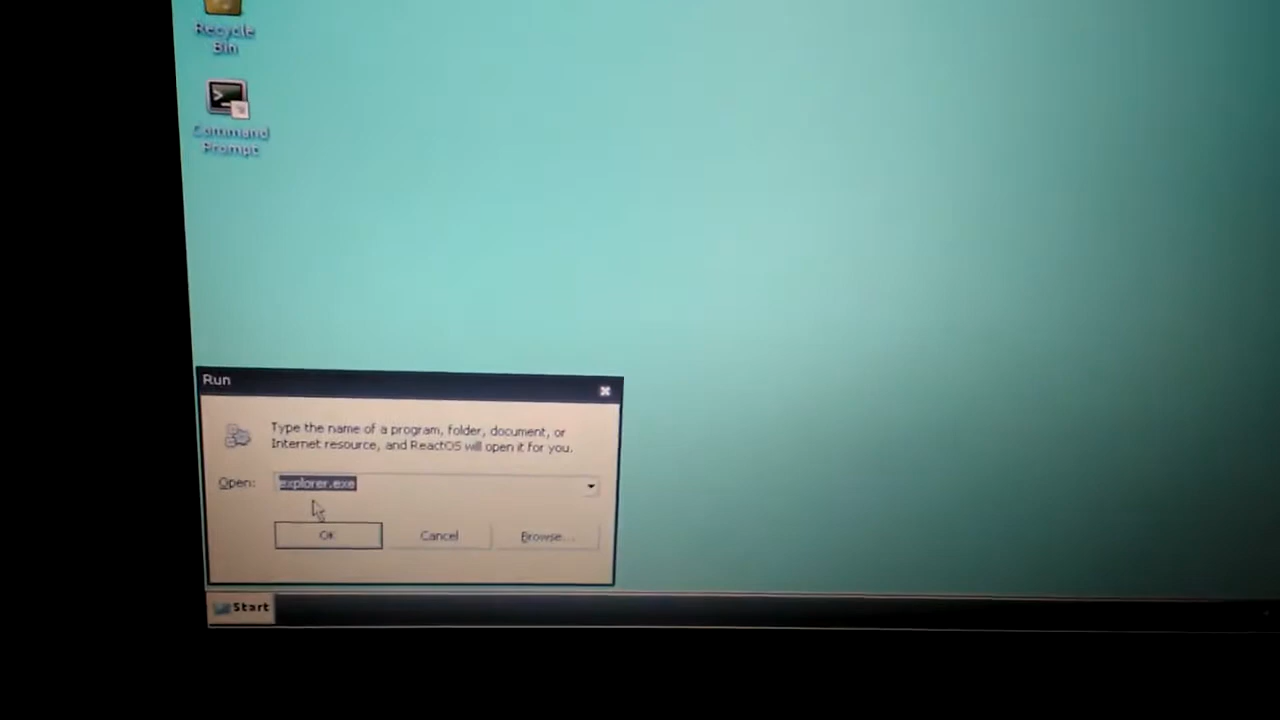 Recycle
Bin
Command
Prompt
Run
Type the name of a program, folder, document, or
Internet resource, and ReactOS will open it for you.
Open: explorer.exe
OK Cancel Browse...
Start